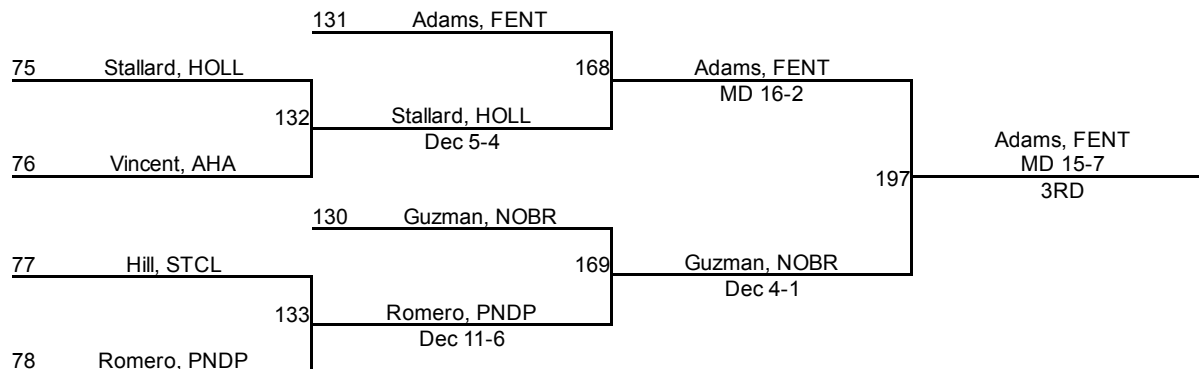 131 Adams, FENT
75 Stallard, HOLL
168 Adams, FENT
MD 16-2
132 Stallard, HOLL
Dec 5-4
76 Vincent, AHA
Adams, FENT
197 MD 15-7
3RD
130 Guzman, NOBR
77 Hill, STCL
169 Guzman, NOBR
Dec 4-1
133 Romero, PNDP
Dec 11-6
78 Romero, PNDP